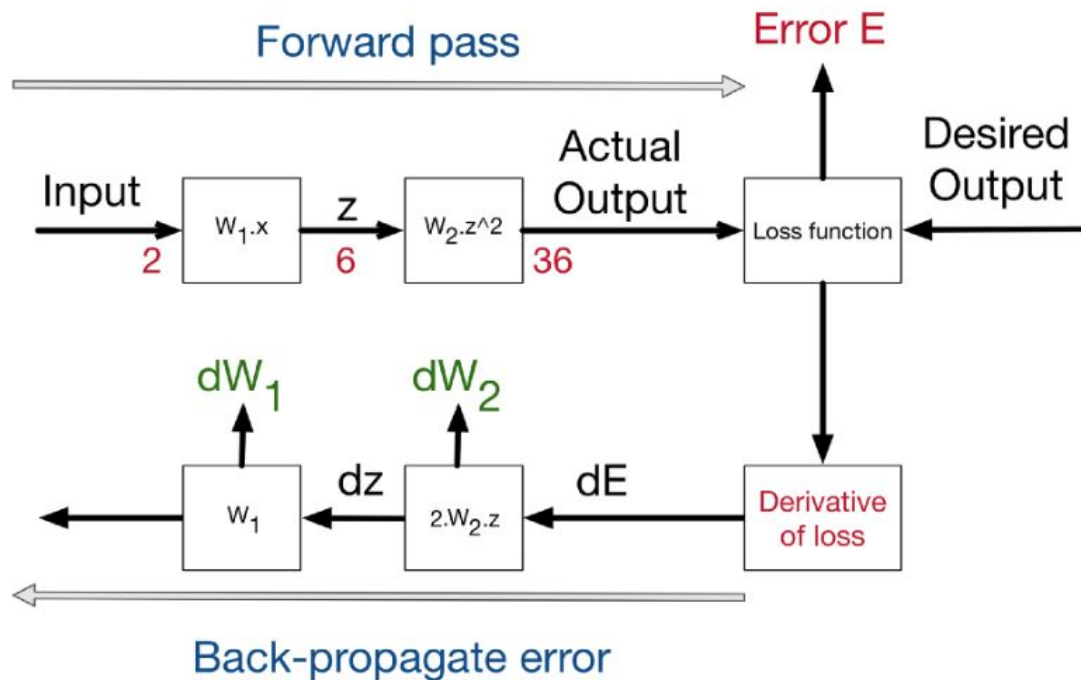 Forward pass
Error E
Input
W₁.x
z
W₂.z^2
Actual
Output
Loss function
Desired
Output
2
6
36
dW₁
dW₂
W₁
dz
2.W₂.z
dE
Derivative
of loss
Back-propagate error